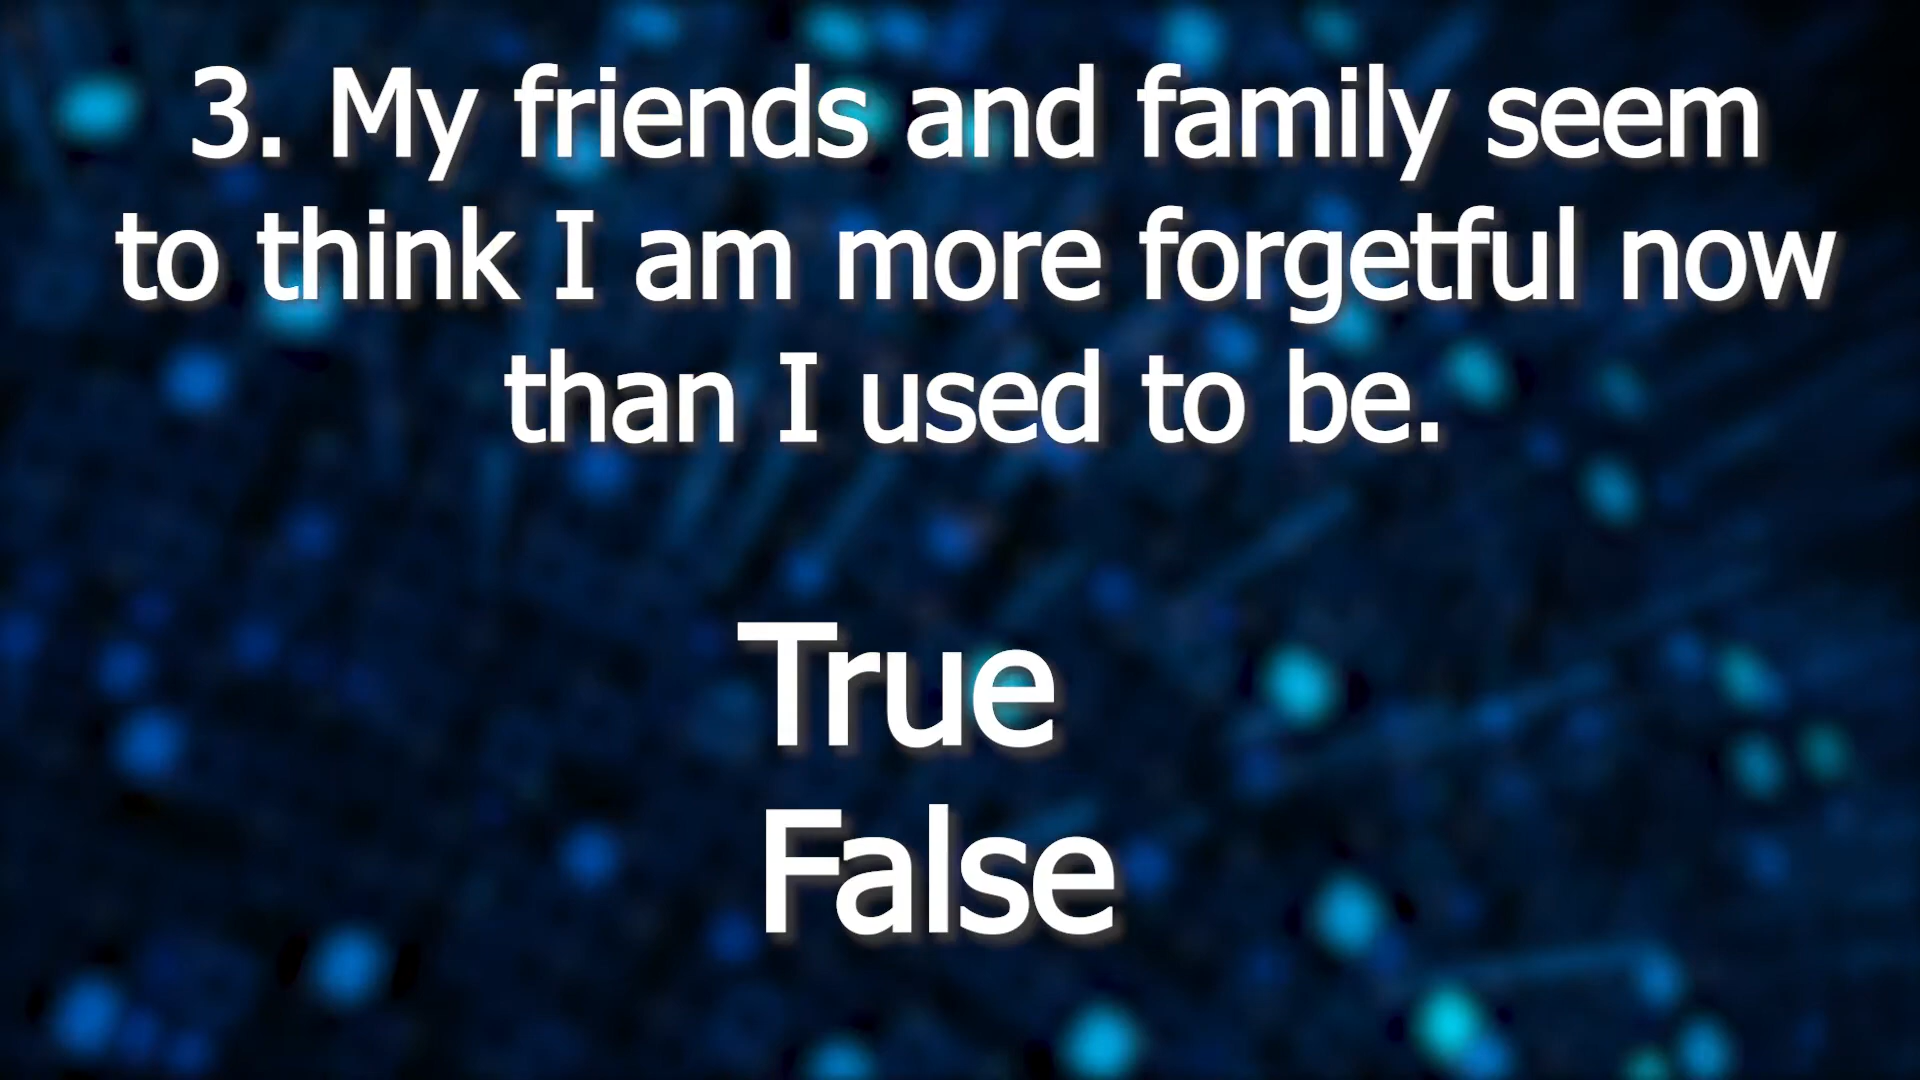 3. My friends and family seem
to think I am more forgetful now
than I used to be.
True
False